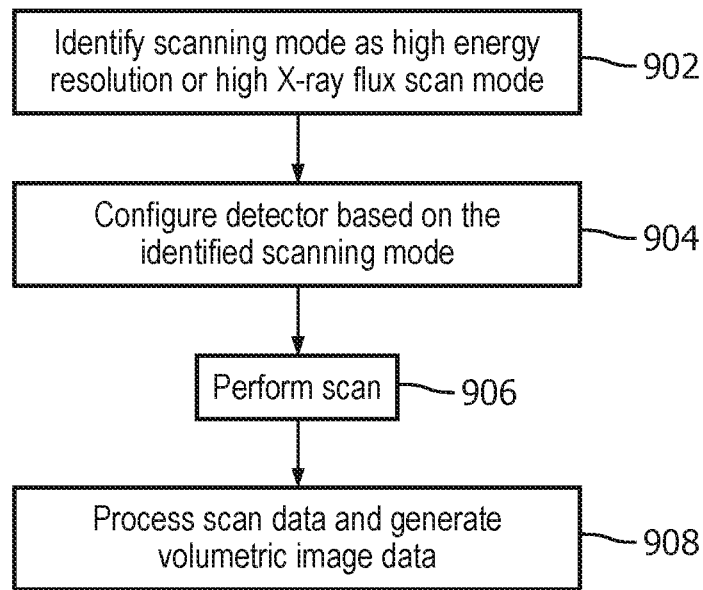 Identify scanning mode as high energy
resolution or high X-ray flux scan mode
902
Configure detector based on the
identified scanning mode
904
Perform scan
906
Process scan data and generate
volumetric image data
908